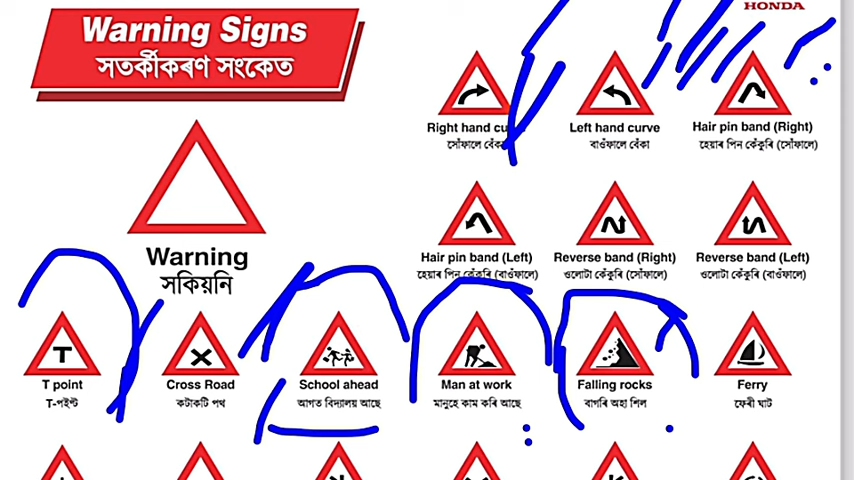 HONDA
Warning Signs
সতৰ্কীকৰণ সংকেত
Right hand cu
Left hand curve
Hair pin band (Right)
সোঁফালে বেঁকা
বাওঁফালে বেঁকা
হেয়াৰ পিন কেঁকুৰি (সোঁফালে)
Warning
সকিয়নি
Hair pin band (Left)
Reverse band (Right)
Reverse band (Left)
হেয়াৰ পিন কেঁকুৰি (বাওঁফালে)
ওলোটা কেঁকুৰি (সোঁফালে)
ওলোটা কেঁকুৰি (বাওঁফালে)
T
T point
Cross Road
School ahead
Man at work
Falling rocks
Ferry
T-পইন্ট
কটাকটি পথ
আগত বিদ্যালয় আছে
মানুহে কাম কৰি আছে
বাগৰি অহা শিল
ফেৰী ঘাট